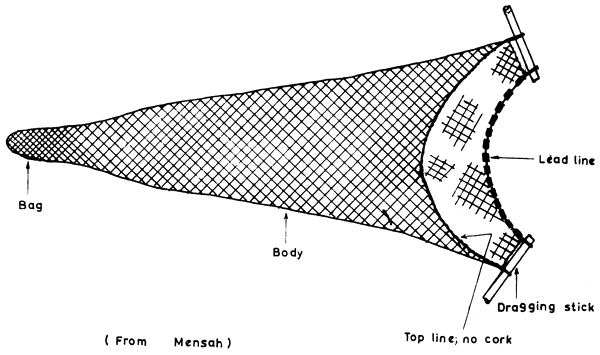 Lead line
Bag
Body
Dragging stick
Top line; no cork
( From Mensah )